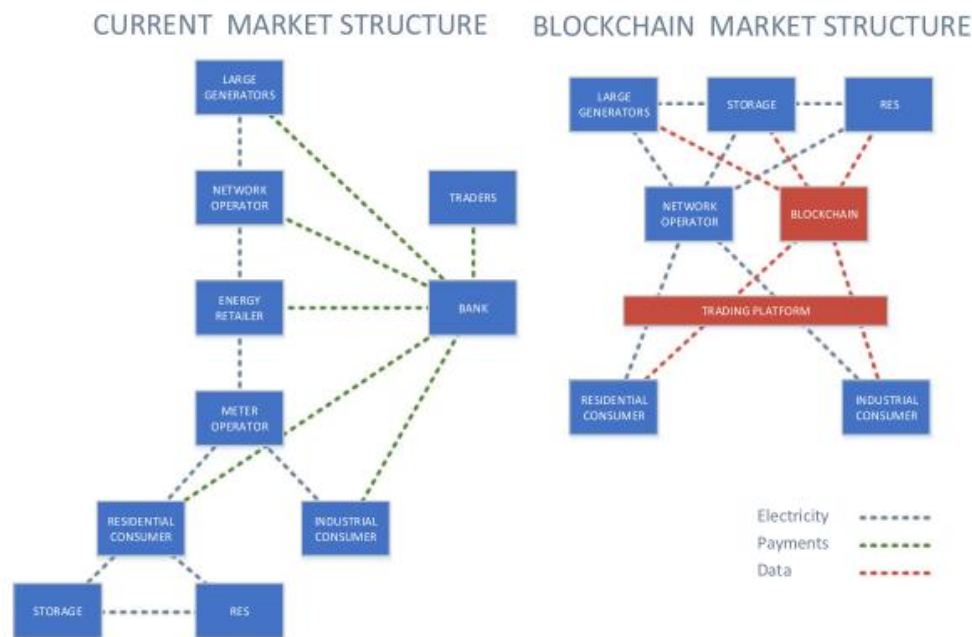 CURRENT MARKET STRUCTURE
LARGE
GENERATORS
NETWORK
OPERATOR
TRADERS
ENERGY
RETAILER
BANK
METER
OPERATOR
RESIDENTIAL
CONSUMER
INDUSTRIAL
CONSUMER
STORAGE
RES
BLOCKCHAIN MARKET STRUCTURE
LARGE
GENERATORS
STORAGE
RES
NETWORK
OPERATOR
BLOCKCHAIN
TRADING PLATFORM
RESIDENTIAL
CONSUMER
INDUSTRIAL
CONSUMER
Electricity
Payments
Data